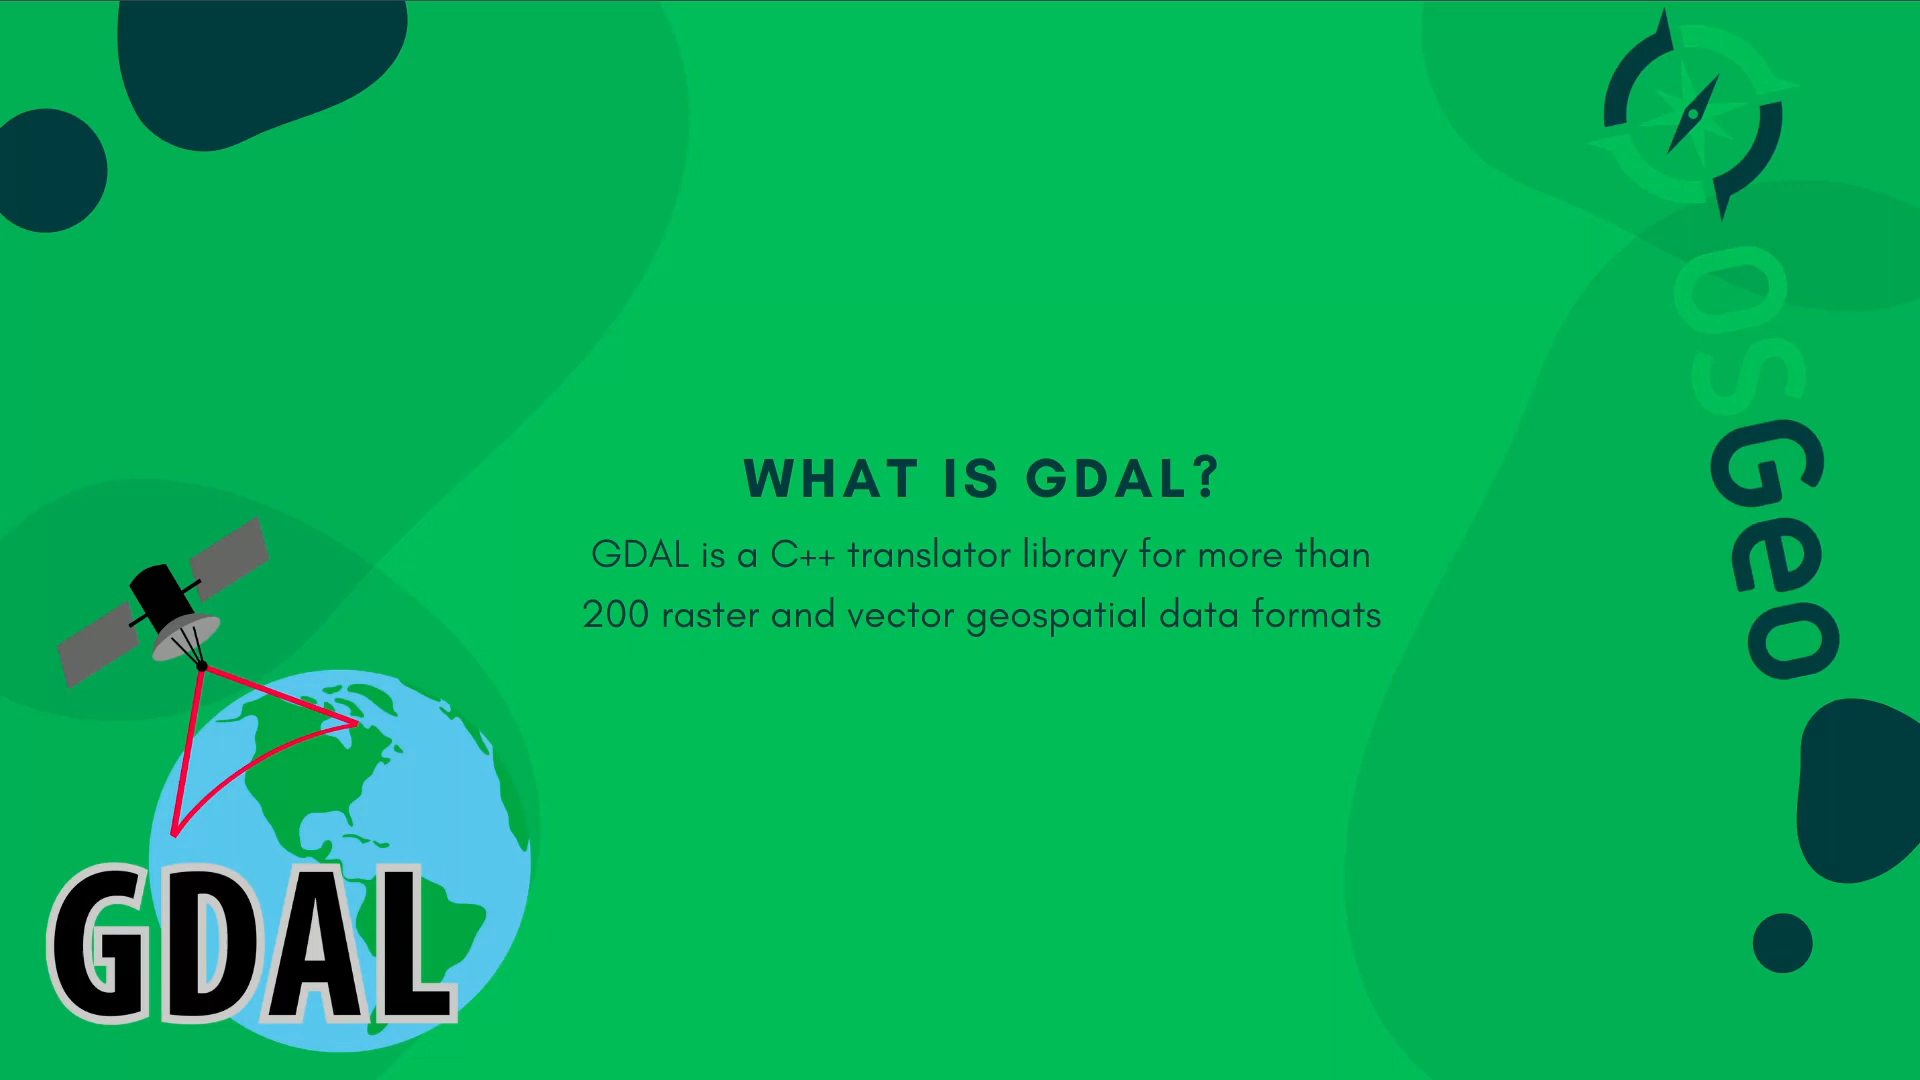 WHAT IS GDAL?
GDAL is a C++ translator library for more than
200 raster and vector geospatial data formats
OSGeo
GDAL